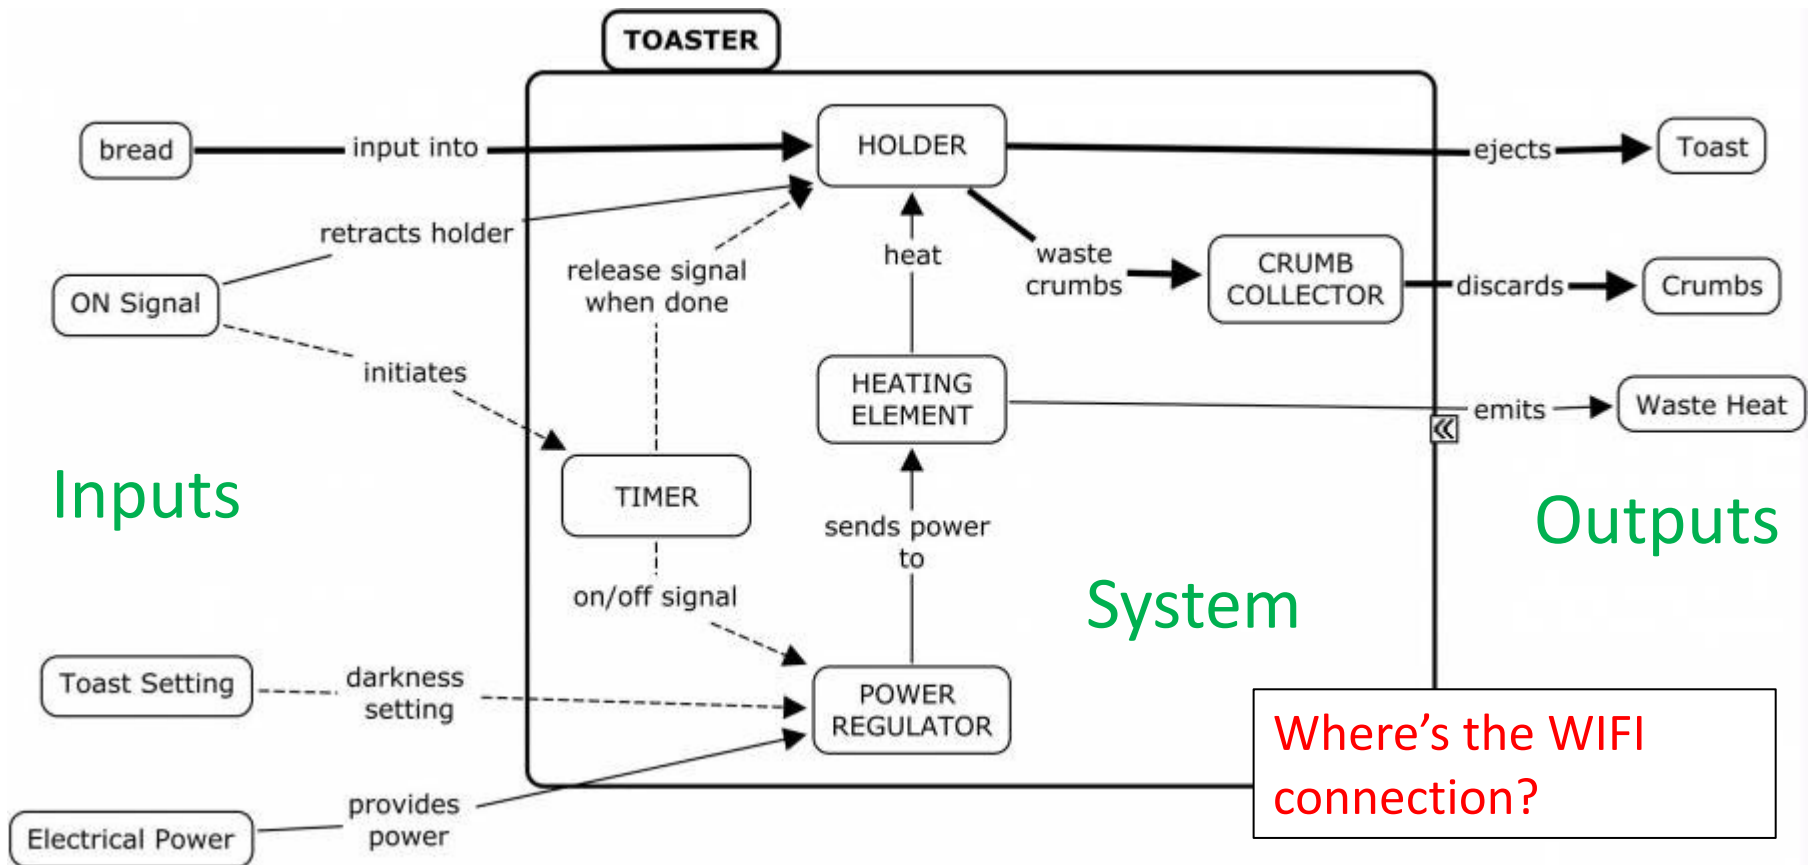 TOASTER
bread
input into
HOLDER
ejects
Toast
retracts holder
ON Signal
release signal
when done
heat
waste
crumbs
CRUMB
COLLECTOR
discards
Crumbs
initiates
HEATING
ELEMENT
emits
Waste Heat
Inputs
TIMER
sends power
to
Outputs
on/off signal
System
Toast Setting
darkness
setting
POWER
REGULATOR
Where’s the WIFI
connection?
Electrical Power
provides
power